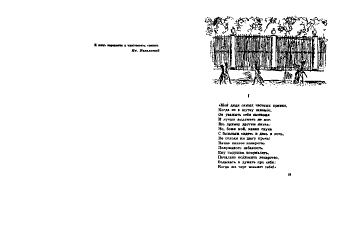 И жить торопится и чувствовать спешит.
Кн. Вяземский
I
«Мой дядя самых честных правил,
Когда не в шутку занемог,
Он уважать себя заставил
И лучше выдумать не мог.
Его пример другим наука;
Но, боже мой, какая скука
С больным сидеть и день и ночь,
Не отходя ни шагу прочь!
Какое низкое коварство
Полуживого забавлять,
Ему подушки поправлять,
Печально подносить лекарство,
Вздыхать и думать про себя:
Когда же черт возьмет тебя!»